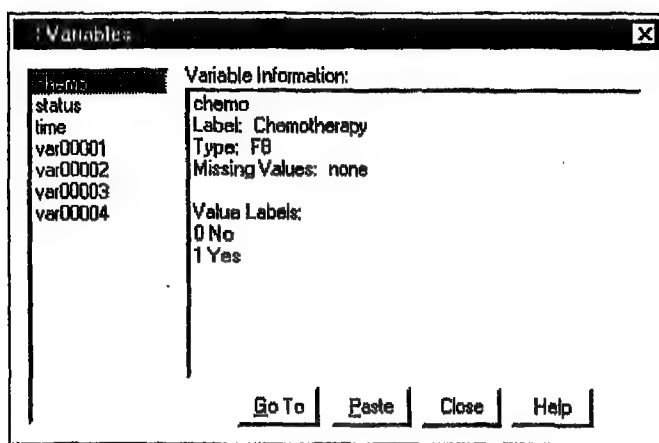 Variables
chemo
status
time
var00001
var00002
var00003
var00004
Variable Information:
chemo
Label: Chemotherapy
Type: F8
Missing Values: none
Value Labels:
0 No
1 Yes
Go To
Paste
Close
Help